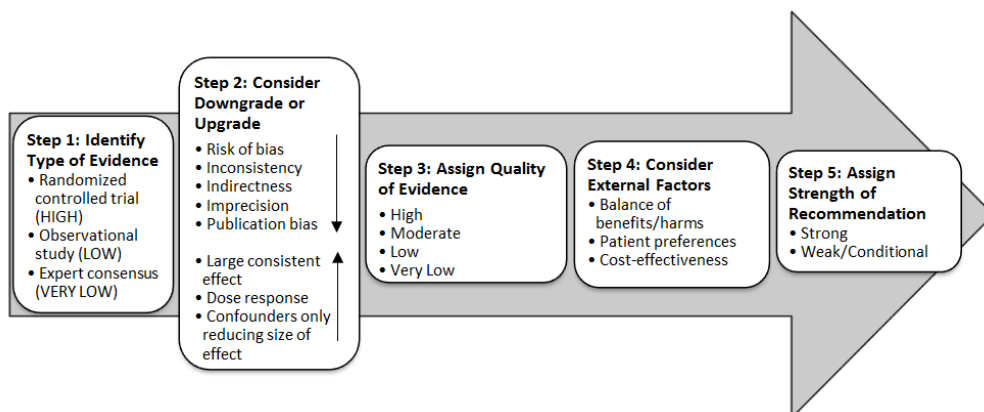 Step 1: Identify
Type of Evidence
• Randomized
controlled trial
(HIGH)
• Observational
study (LOW)
• Expert consensus
(VERY LOW)
Step 2: Consider
Downgrade or
Upgrade
• Risk of bias
• Inconsistency
• Indirectness
• Imprecision
• Publication bias
• Large consistent
effect
• Dose response
• Confounders only
reducing size of
effect
Step 3: Assign Quality
of Evidence
• High
• Moderate
• Low
• Very Low
Step 4: Consider
External Factors
• Balance of
benefits/harms
• Patient preferences
• Cost-effectiveness
Step 5: Assign
Strength of
Recommendation
• Strong
• Weak/Conditional